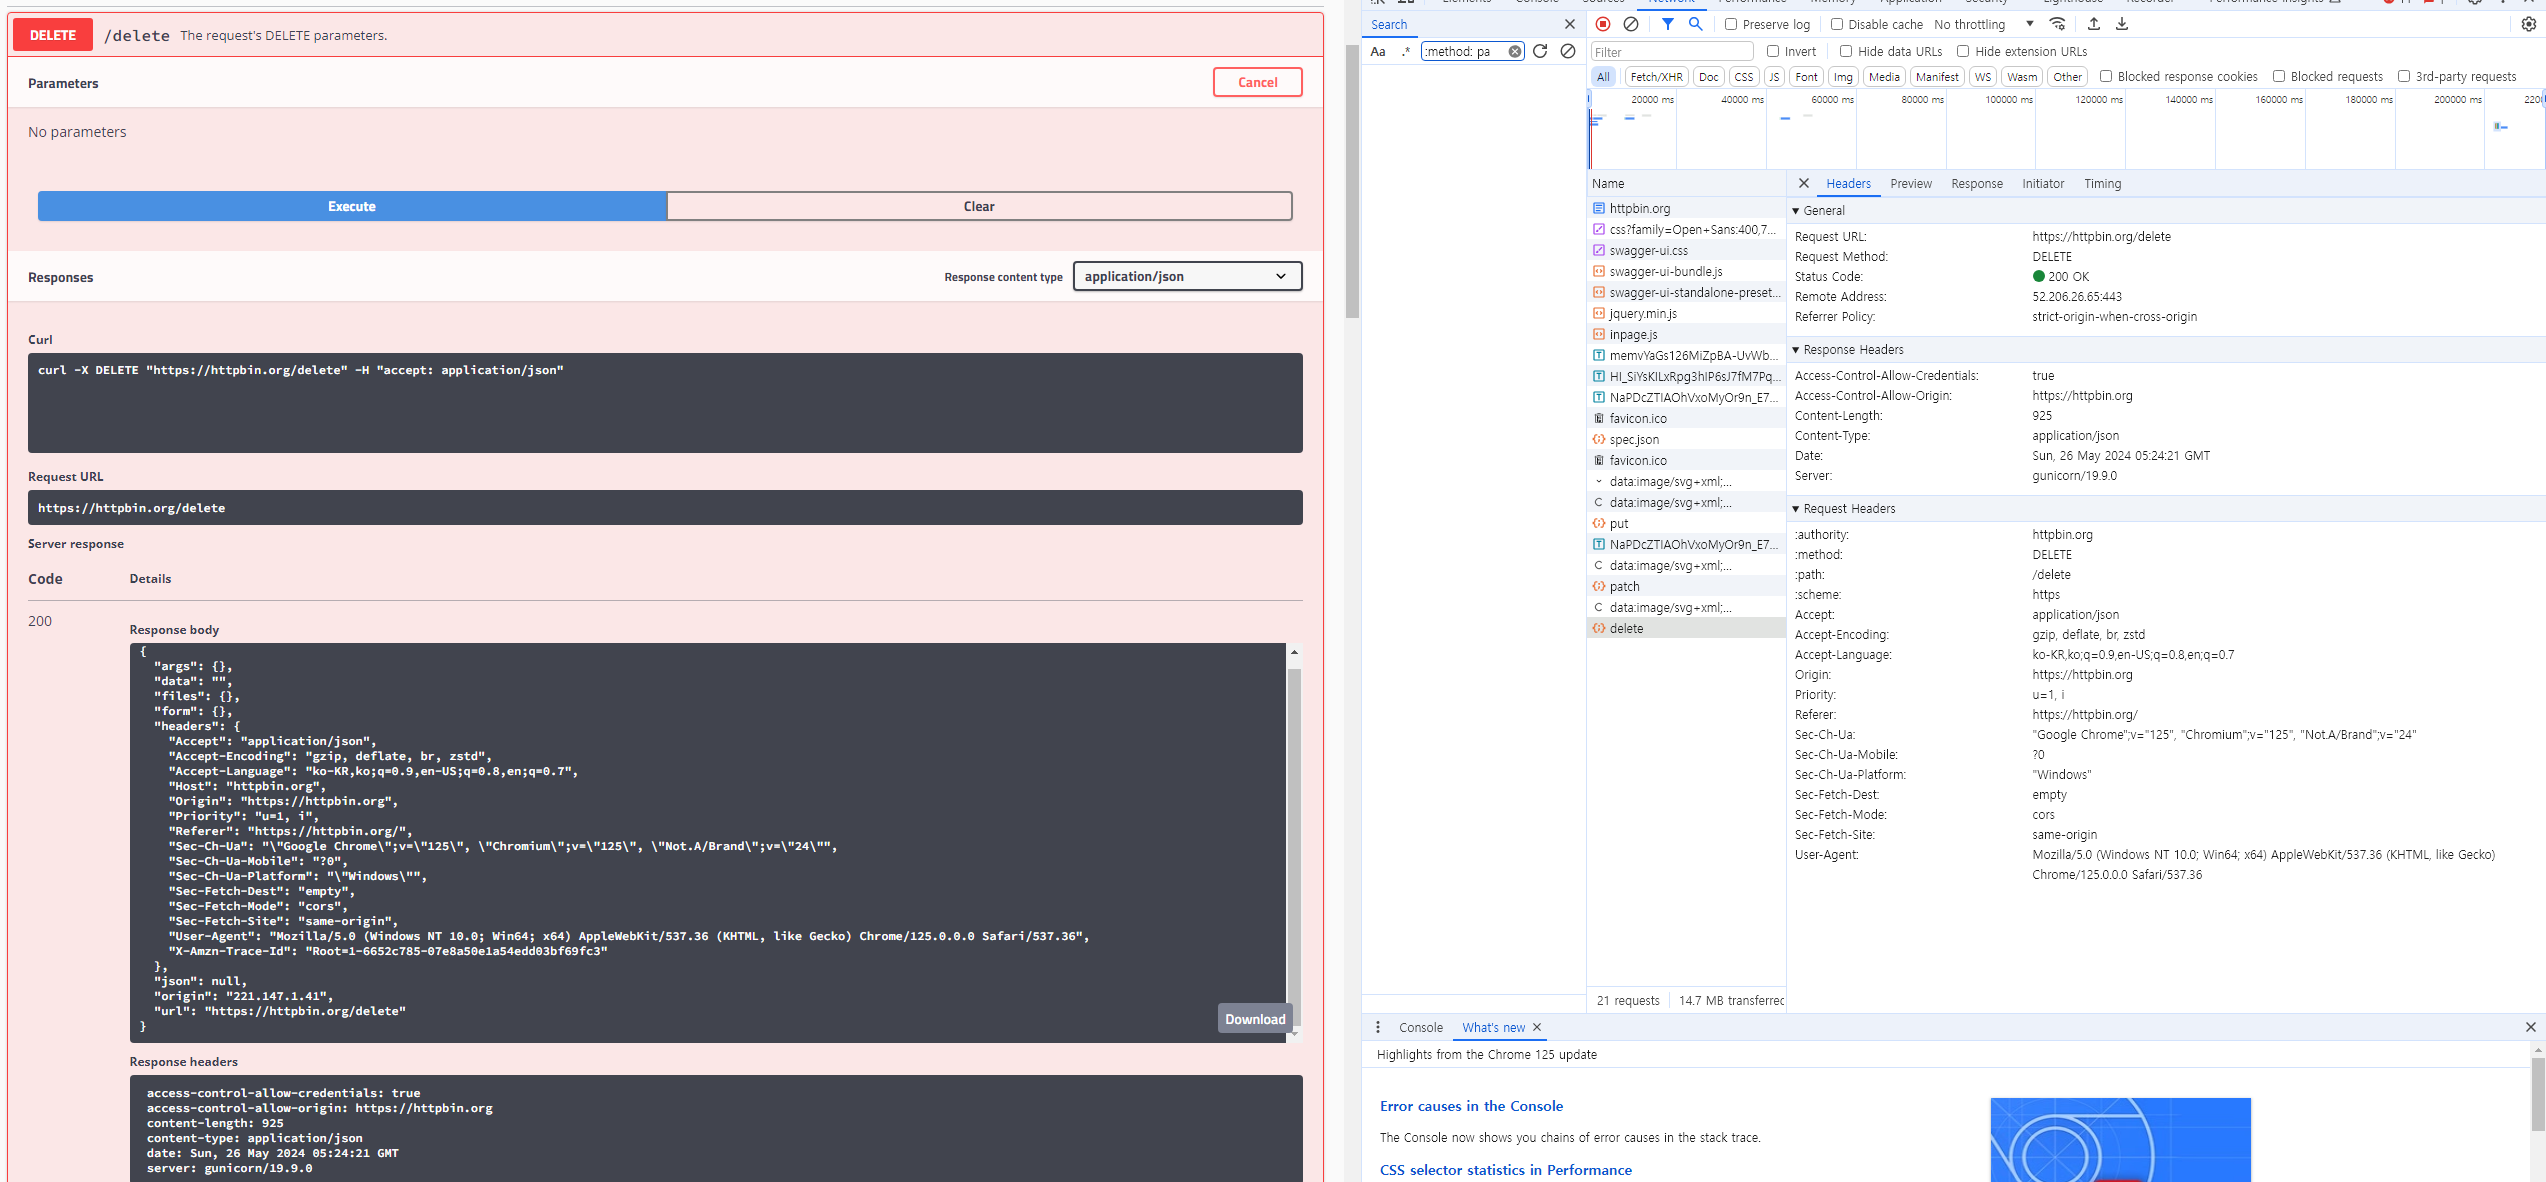 DELETE /delete The request's DELETE parameters.
Parameters
Cancel
No parameters
Execute
Clear
Responses
Response content type
application/json
Curl
curl -X DELETE "https://httpbin.org/delete" -H "accept: application/json"
Request URL
https://httpbin.org/delete
Server response
Code Details
200
Response body
{
"args": {},
"data": "",
"files": {},
"form": {},
"headers": {
"Accept": "application/json",
"Accept-Encoding": "gzip, deflate, br, zstd",
"Accept-Language": "ko-KR,ko;q=0.9,en-US;q=0.8,en;q=0.7",
"Host": "httpbin.org",
"Origin": "https://httpbin.org",
"Priority": "u=1, i",
"Referer": "https://httpbin.org/",
"Sec-Ch-Ua": "\"Google Chrome\";v=\"125\", \"Chromium\";v=\"125\", \"Not.A/Brand\";v=\"24\"",
"Sec-Ch-Ua-Mobile": "?0",
"Sec-Ch-Ua-Platform": "\"Windows\"",
"Sec-Fetch-Dest": "empty",
"Sec-Fetch-Mode": "cors",
"Sec-Fetch-Site": "same-origin",
"User-Agent": "Mozilla/5.0 (Windows NT 10.0; Win64; x64) AppleWebKit/537.36 (KHTML, like Gecko) Chrome/125.0.0.0 Safari/537.36",
"X-Amzn-Trace-Id": "Root=1-6652c785-07e8a50e1a54edd03bf69fc3"
},
"json": null,
"origin": "221.147.1.41",
"url": "https://httpbin.org/delete"
}
Download
Response headers
access-control-allow-credentials: true
access-control-allow-origin: https://httpbin.org
content-length: 925
content-type: application/json
date: Sun, 26 May 2024 05:24:21 GMT
server: gunicorn/19.9.0
Search
Aa .* :method: pa
Preserve log Disable cache No throttling
Filter Invert Hide data URLs Hide extension URLs
All Fetch/XHR Doc CSS JS Font Img Media Manifest WS Wasm Other Blocked response cookies Blocked requests 3rd-party requests
20000 ms 40000 ms 60000 ms 80000 ms 100000 ms 120000 ms 140000 ms 160000 ms 180000 ms 200000 ms 220
Name
httpbin.org
css?family=Open+Sans:400,7...
swagger-ui.css
swagger-ui-bundle.js
swagger-ui-standalone-preset...
jquery.min.js
inpage.js
memvYaGs126MiZpBA-UvWb...
HI_SiYsKILxRpg3hIP6sJ7fM7Pq...
NaPDcZTIAOhVxoMyOr9n_E7...
favicon.ico
spec.json
favicon.ico
data:image/svg+xml;...
data:image/svg+xml;...
put
NaPDcZTIAOhVxoMyOr9n_E7...
data:image/svg+xml;...
patch
data:image/svg+xml;...
delete
21 requests 14.7 MB transferred
Headers Preview Response Initiator Timing
General
Request URL: https://httpbin.org/delete
Request Method: DELETE
Status Code: 200 OK
Remote Address: 52.206.26.65:443
Referrer Policy: strict-origin-when-cross-origin
Response Headers
Access-Control-Allow-Credentials: true
Access-Control-Allow-Origin: https://httpbin.org
Content-Length: 925
Content-Type: application/json
Date: Sun, 26 May 2024 05:24:21 GMT
Server: gunicorn/19.9.0
Request Headers
:authority: httpbin.org
:method: DELETE
:path: /delete
:scheme: https
Accept: application/json
Accept-Encoding: gzip, deflate, br, zstd
Accept-Language: ko-KR,ko;q=0.9,en-US;q=0.8,en;q=0.7
Origin: https://httpbin.org
Priority: u=1, i
Referer: https://httpbin.org/
Sec-Ch-Ua: "Google Chrome";v="125", "Chromium";v="125", "Not.A/Brand";v="24"
Sec-Ch-Ua-Mobile: ?0
Sec-Ch-Ua-Platform: "Windows"
Sec-Fetch-Dest: empty
Sec-Fetch-Mode: cors
Sec-Fetch-Site: same-origin
User-Agent: Mozilla/5.0 (Windows NT 10.0; Win64; x64) AppleWebKit/537.36 (KHTML, like Gecko)
Chrome/125.0.0.0 Safari/537.36
Console What's new
Highlights from the Chrome 125 update
Error causes in the Console
The Console now shows you chains of error causes in the stack trace.
CSS selector statistics in Performance